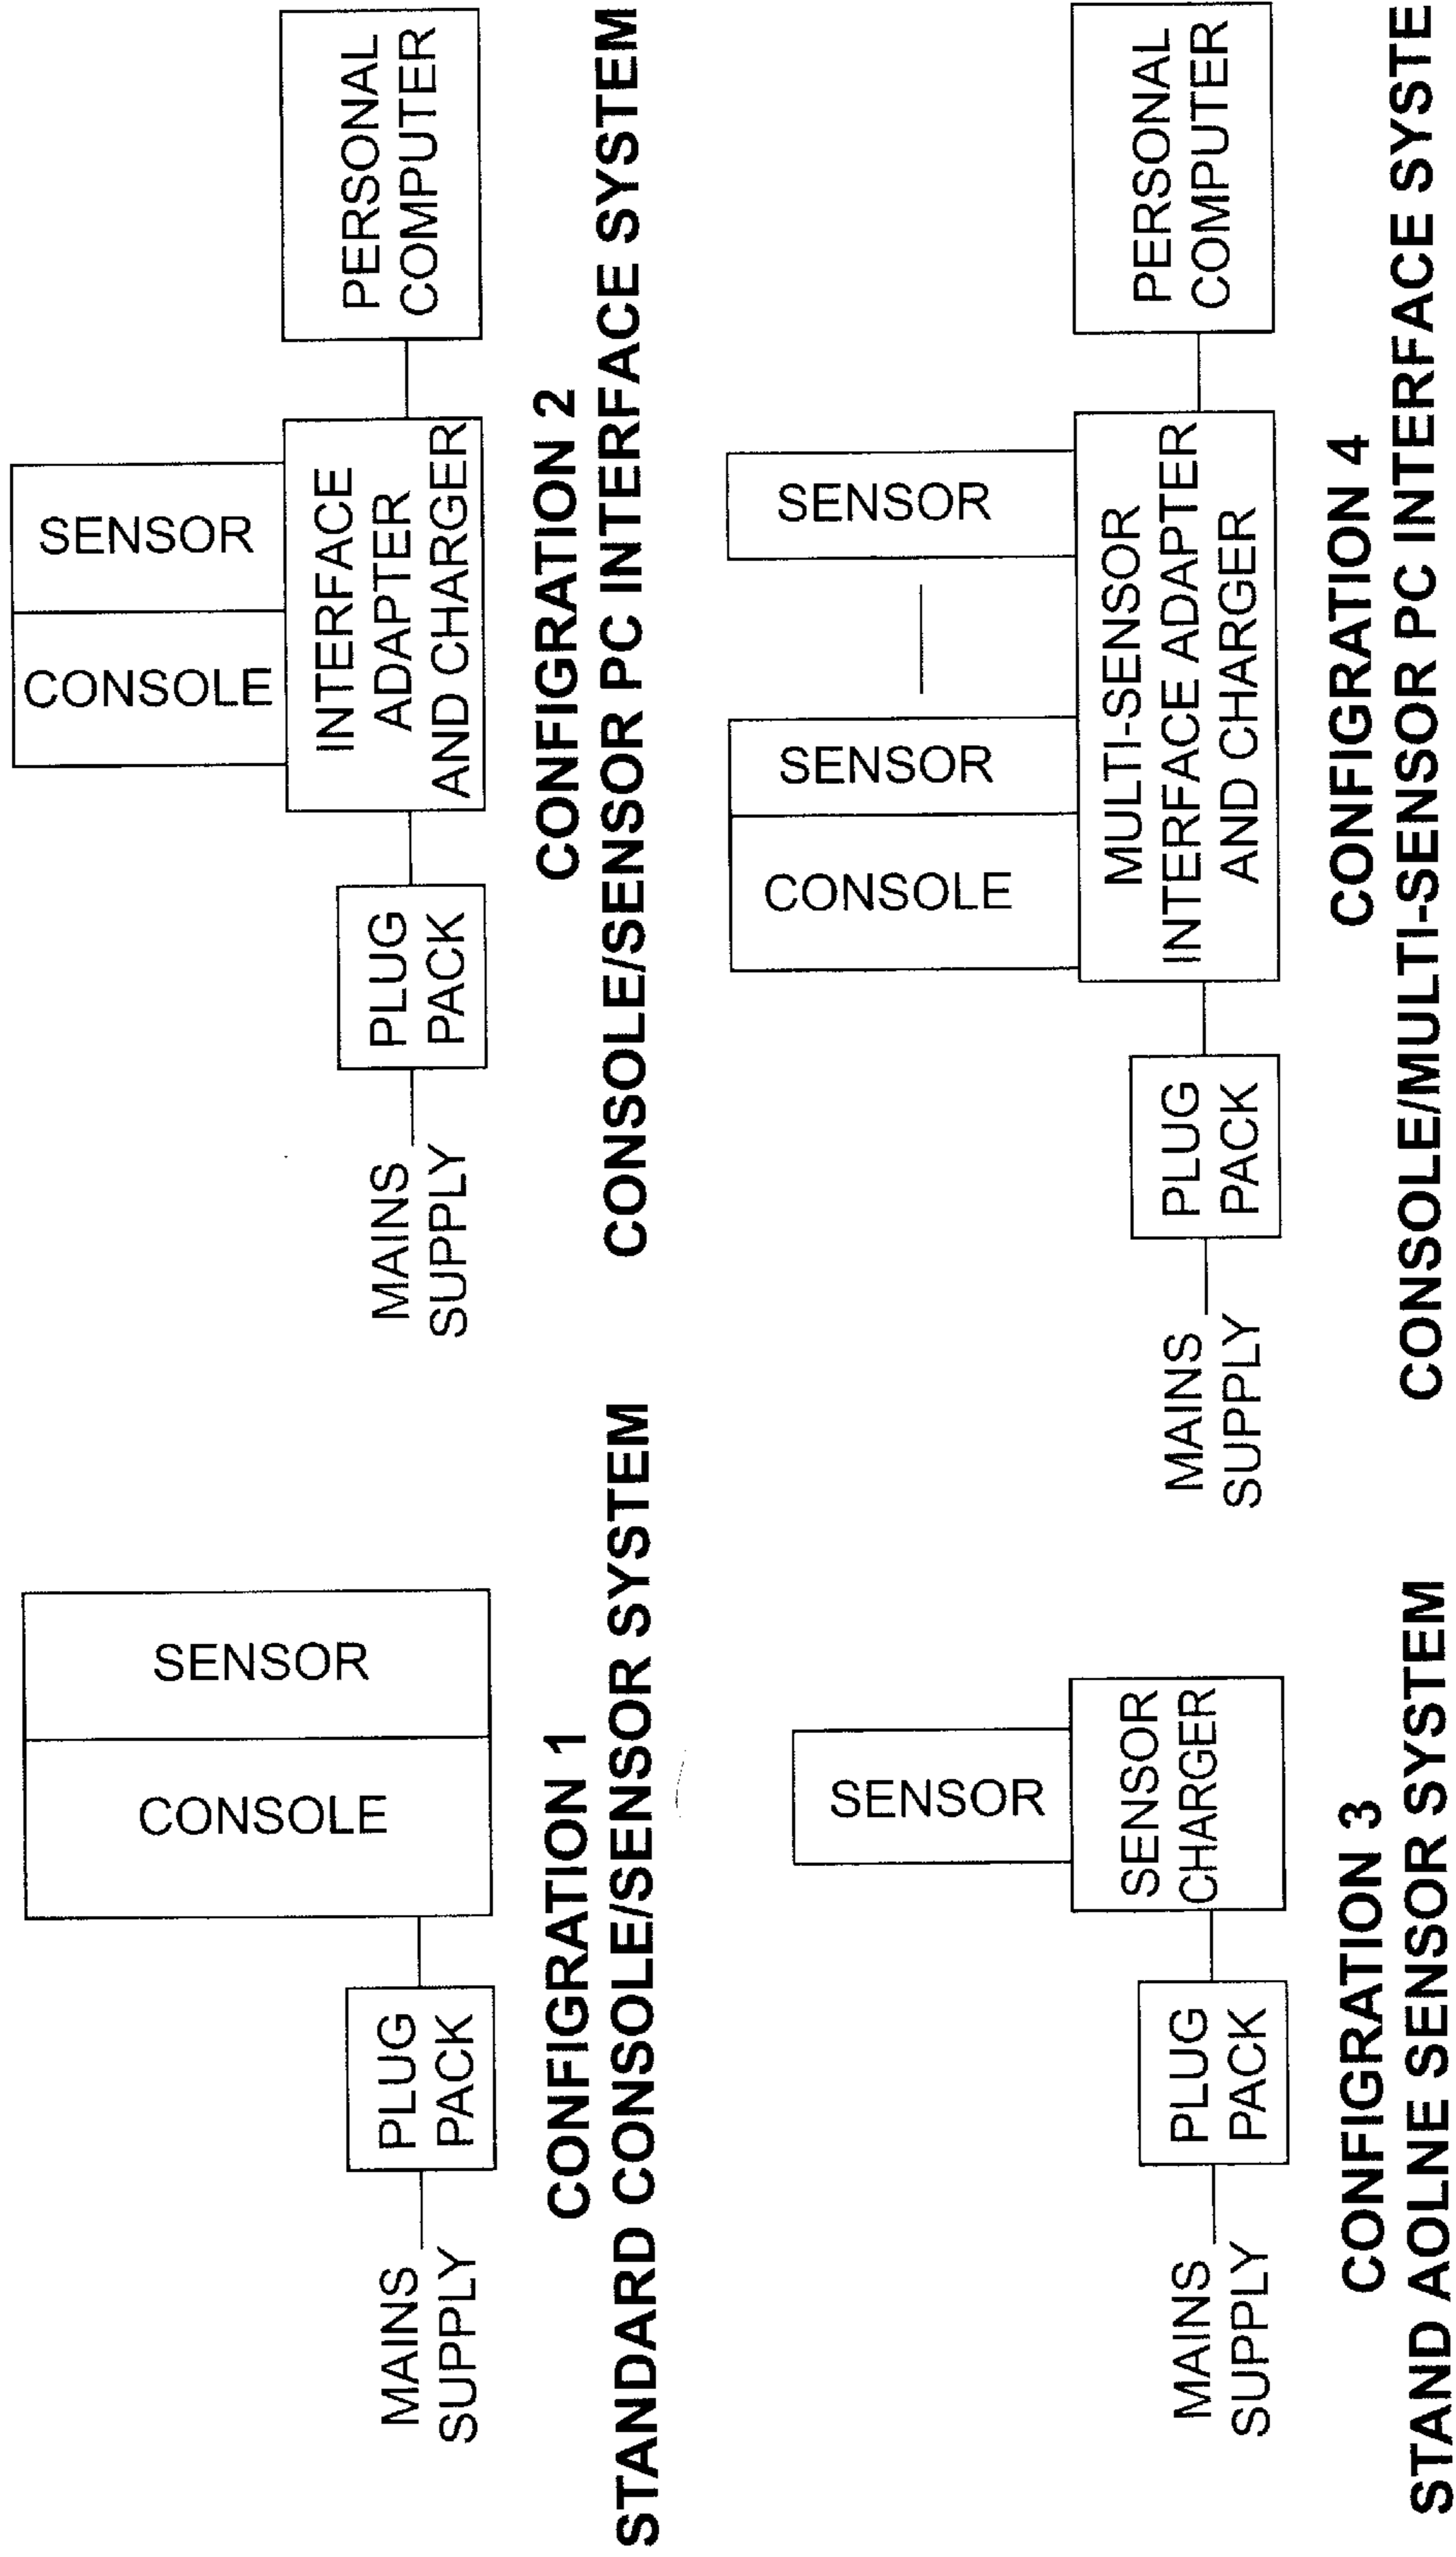 MAINS
SUPPLY
PLUG
PACK
CONSOLE
SENSOR
CONFIGRATION 1
STANDARD CONSOLE/SENSOR SYSTEM
MAINS
SUPPLY
PLUG
PACK
CONSOLE
SENSOR
INTERFACE
ADAPTER
AND CHARGER
PERSONAL
COMPUTER
CONFIGRATION 2
CONSOLE/SENSOR PC INTERFACE SYSTEM
MAINS
SUPPLY
PLUG
PACK
SENSOR
SENSOR
CHARGER
CONFIGRATION 3
STAND AOLNE SENSOR SYSTEM
MAINS
SUPPLY
PLUG
PACK
CONSOLE
SENSOR
SENSOR
MULTI-SENSOR
INTERFACE ADAPTER
AND CHARGER
PERSONAL
COMPUTER
CONFIGRATION 4
CONSOLE/MULTI-SENSOR PC INTERFACE SYSTE